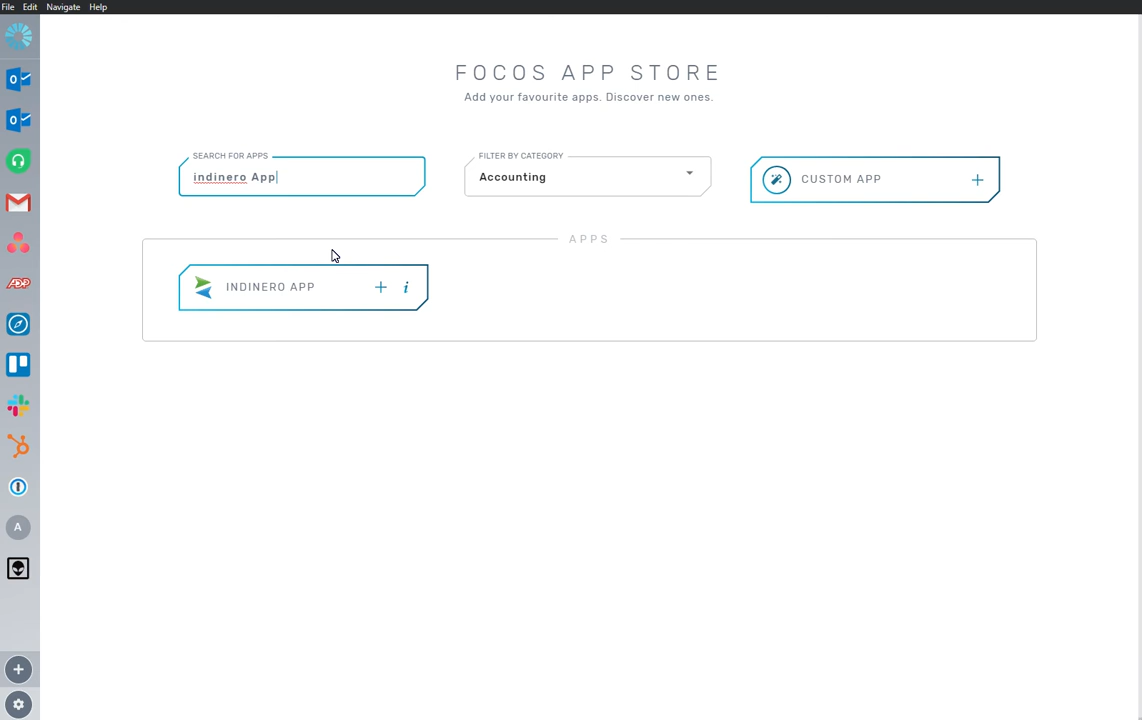 File Edit Navigate Help
FOCOS APP STORE
Add your favourite apps. Discover new ones.
SEARCH FOR APPS
indinero App
FILTER BY CATEGORY
Accounting
CUSTOM APP
APPS
INDINERO APP
i
ADP
A